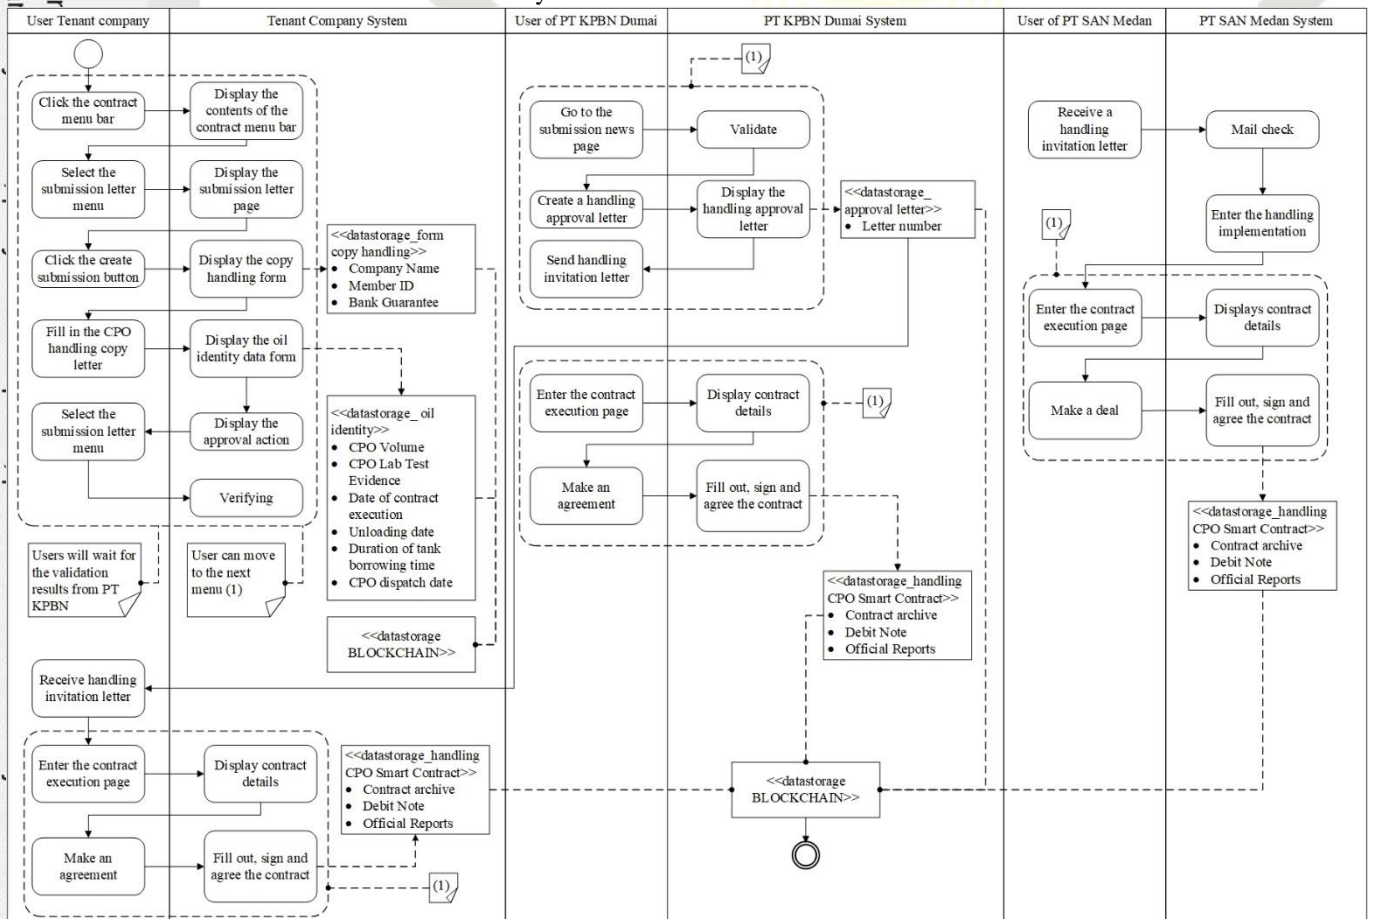 User Tenant company
Tenant Company System
User of PT KPBN Dumai
PT KPBN Dumai System
User of PT SAN Medan
PT SAN Medan System
Click the contract
menu bar
Display the
contents of the
contract menu bar
Select the
submission letter
menu
Display the
submission letter
page
Click the create
submission button
Display the copy
handling form
<<datastorage_form
copy handling>>
• Company Name
• Member ID
• Bank Guarantee
Fill in the CPO
handling copy
letter
Display the oil
identity data form
Select the
submission letter
menu
Display the
approval action
<<datastorage_ oil
identity>>
• CPO Volume
• CPO Lab Test
Evidence
• Date of contract
execution
• Unloading date
• Duration of tank
borrowing time
• CPO dispatch date
Verifying
Users will wait for
the validation
results from PT
KPBN
User can move
to the next
menu (1)
<<datastorage
BLOCKCHAIN>>
Receive handling
invitation letter
Enter the contract
execution page
Display contract
details
<<datastorage_handling
CPO Smart Contract>>
• Contract archive
• Debit Note
• Official Reports
Make an
agreement
Fill out, sign and
agree the contract
(1)
(1)
Go to the
submission news
page
Validate
Create a handling
approval letter
Display the
handling approval
letter
<<datastorage_
approval letter>>
• Letter number
Send handling
invitation letter
Enter the contract
execution page
Display contract
details
(1)
Make an
agreement
Fill out, sign and
agree the contract
<<datastorage_handling
CPO Smart Contract>>
• Contract archive
• Debit Note
• Official Reports
<<datastorage
BLOCKCHAIN>>
Receive a
handling
invitation letter
Mail check
(1)
Enter the handling
implementation
Enter the contract
execution page
Displays contract
details
Make a deal
Fill out, sign and
agree the contract
<<datastorage_handling
CPO Smart Contract>>
• Contract archive
• Debit Note
• Official Reports